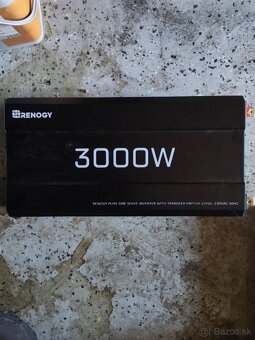 RENOGY
3000W
RENOGY PURE SINE WAVE INVERTER WITH TRANSFER SWITCH 12VDC 230VAC 50HZ
bazos.sk